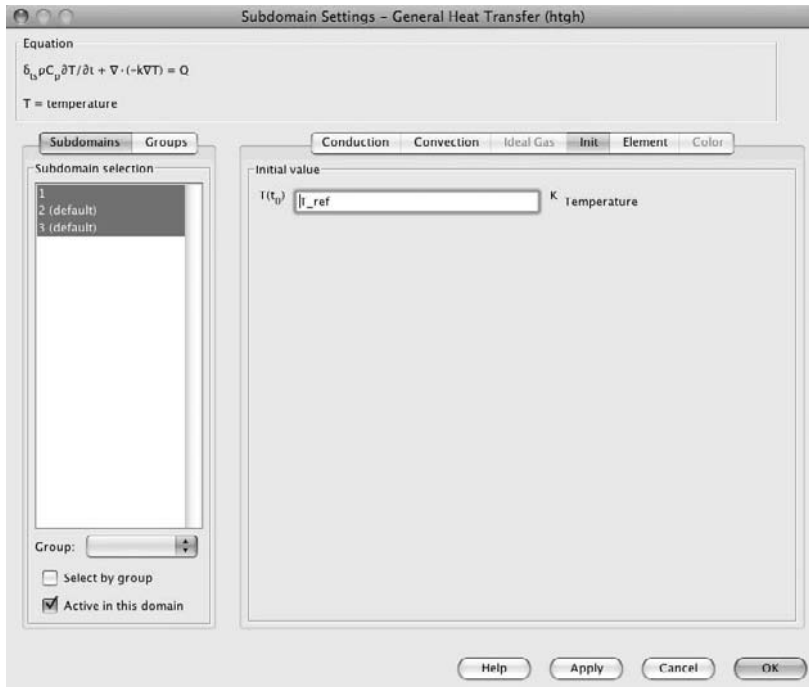 Subdomain Settings – General Heat Transfer (htgh)
Equation
δtsρCp∂T/∂t + ∇·(-k∇T) = Q
T = temperature
Subdomains Groups
Conduction Convection Ideal Gas Init Element Color
Subdomain selection
1
2 (default)
3 (default)
Initial value
T(t0) T_ref K Temperature
Group:
Select by group
Active in this domain
Help Apply Cancel OK